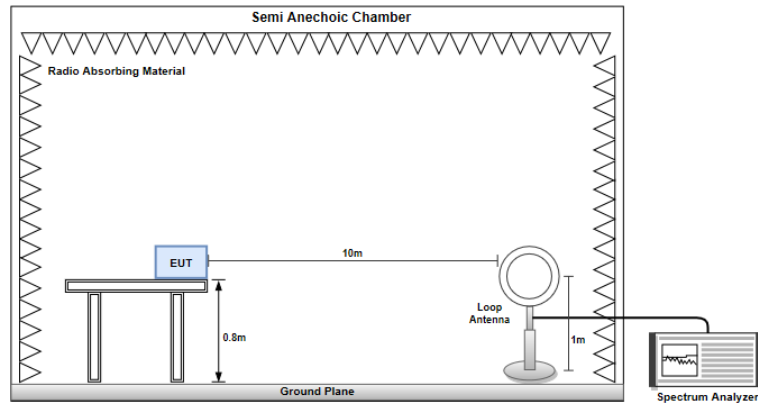 Semi Anechoic Chamber
Radio Absorbing Material
10m
EUT
Loop
Antenna
0.8m
1m
Ground Plane
Spectrum Analyzer